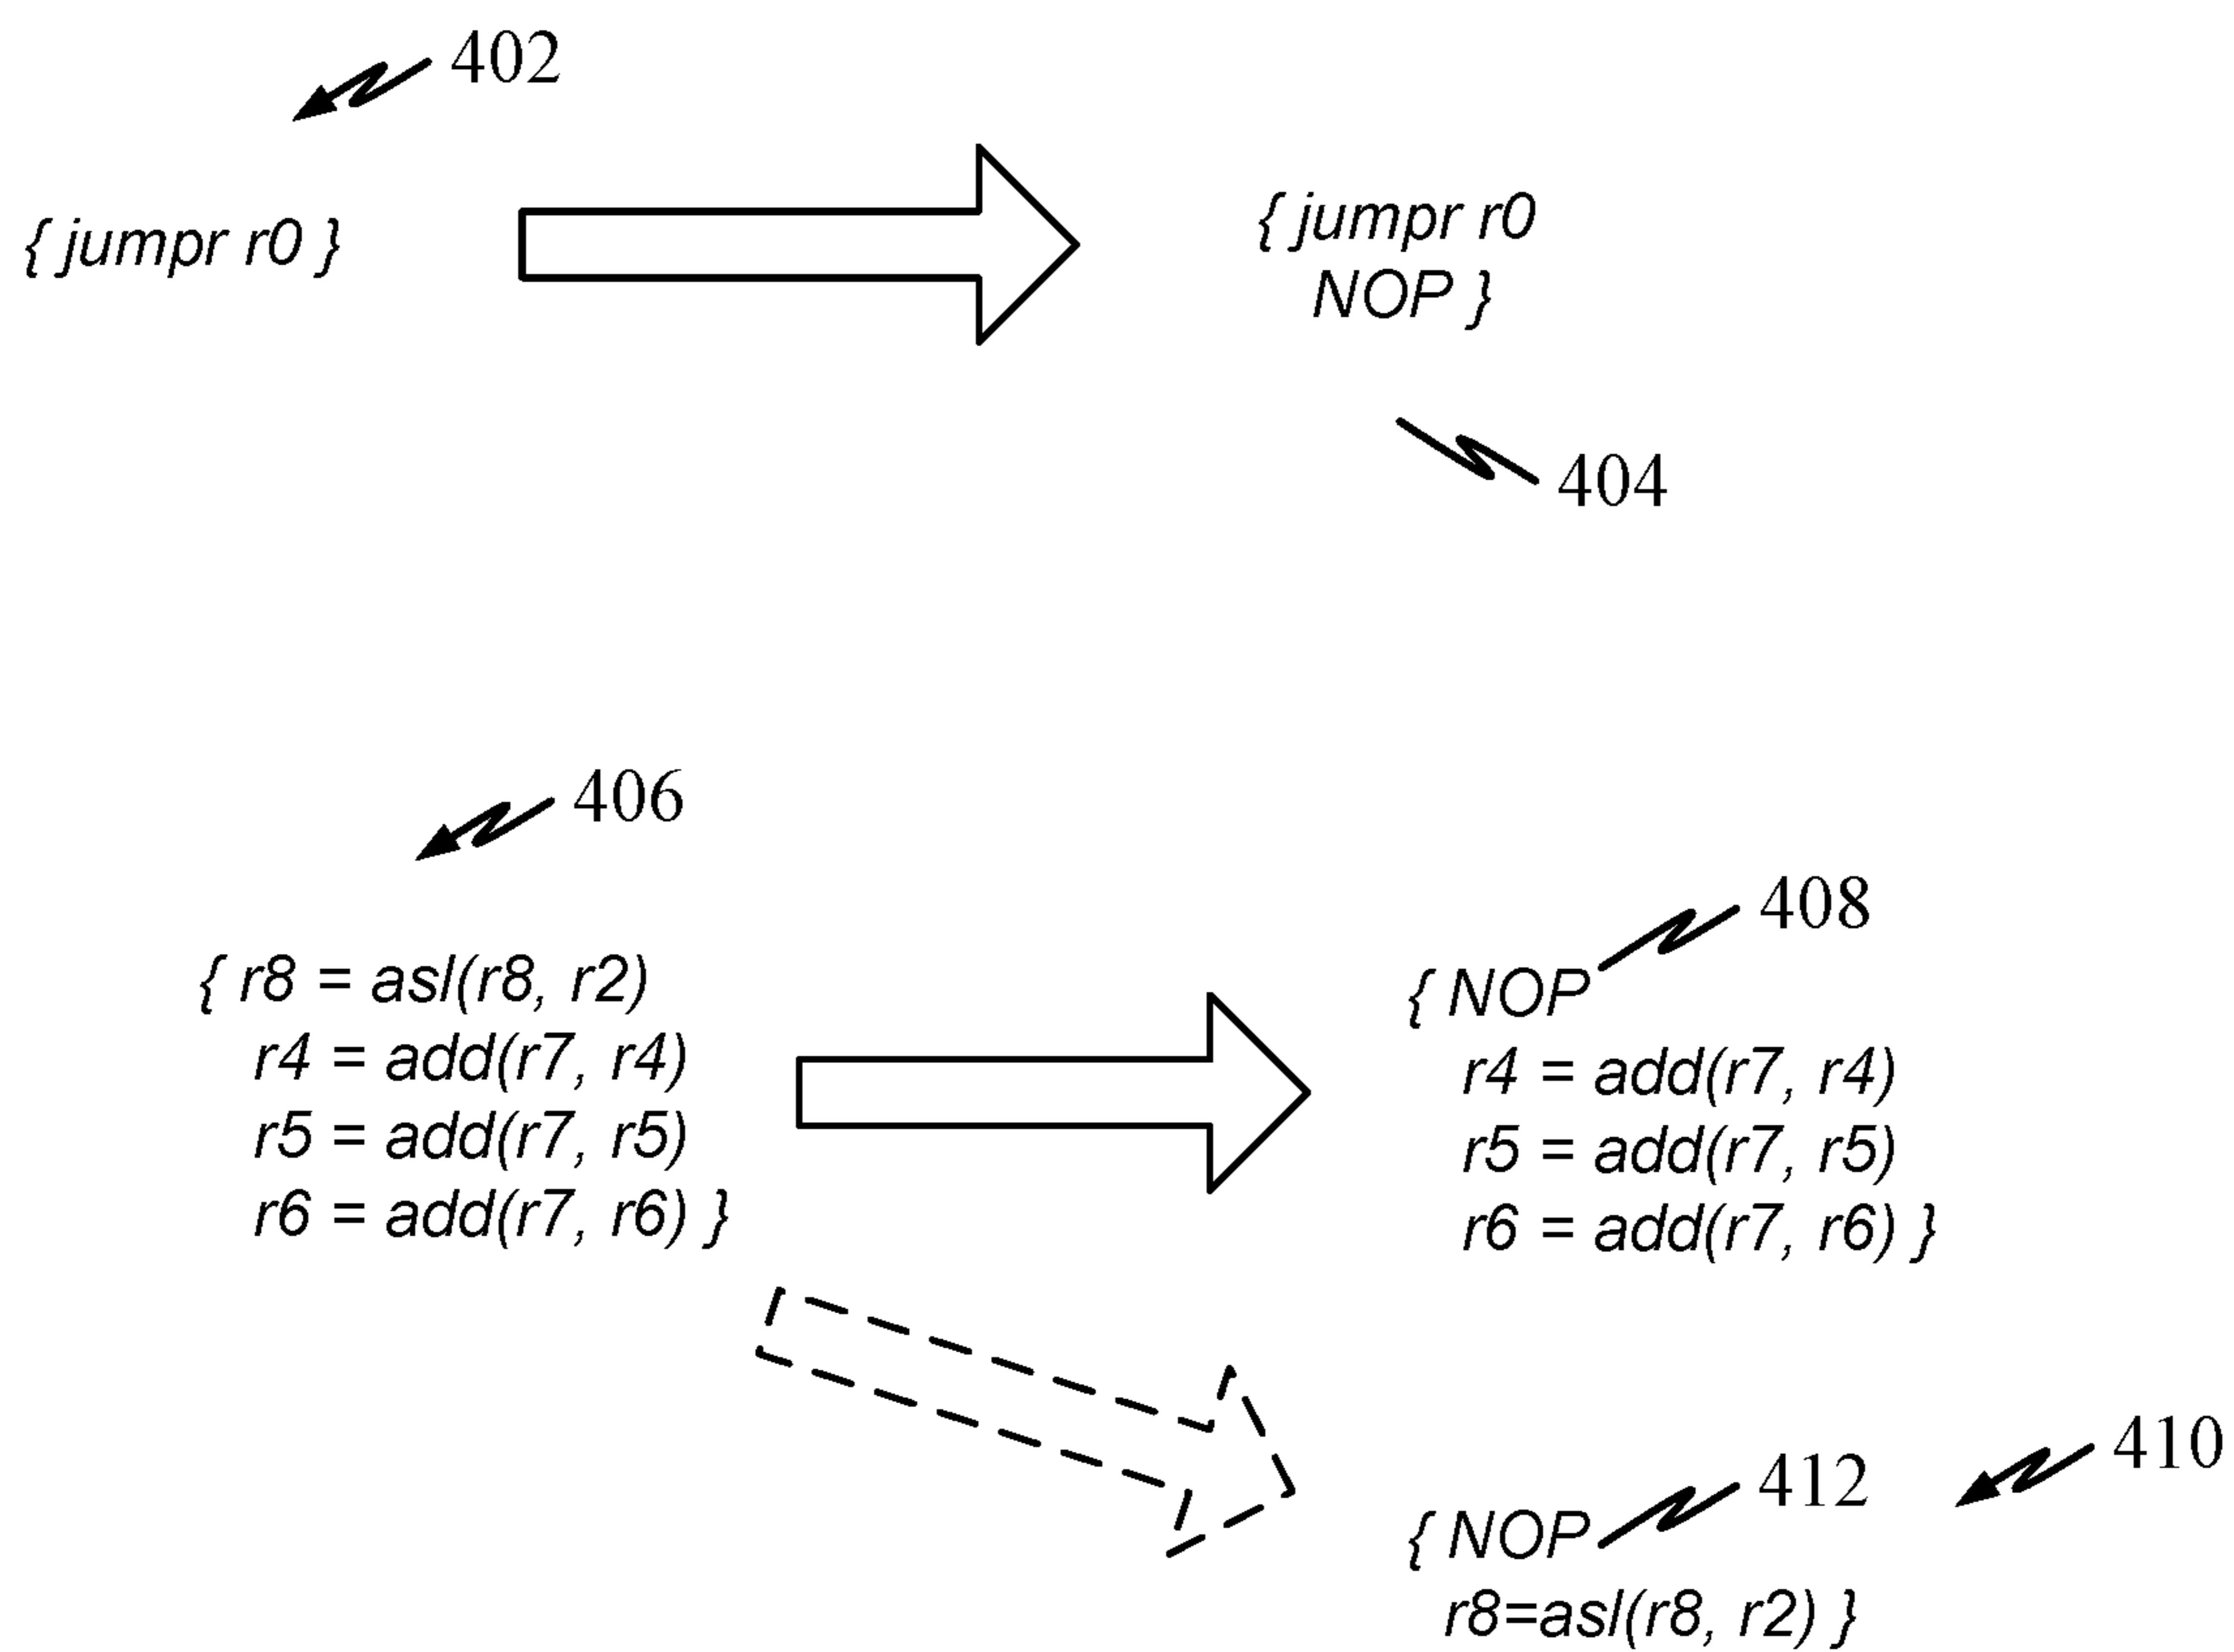 402
{ jumpr r0 }
{ jumpr r0
NOP }
404
406
{ r8 = asl(r8, r2)
r4 = add(r7, r4)
r5 = add(r7, r5)
r6 = add(r7, r6) }
408
{ NOP
r4 = add(r7, r4)
r5 = add(r7, r5)
r6 = add(r7, r6) }
410
412
{ NOP
r8=asl(r8, r2) }